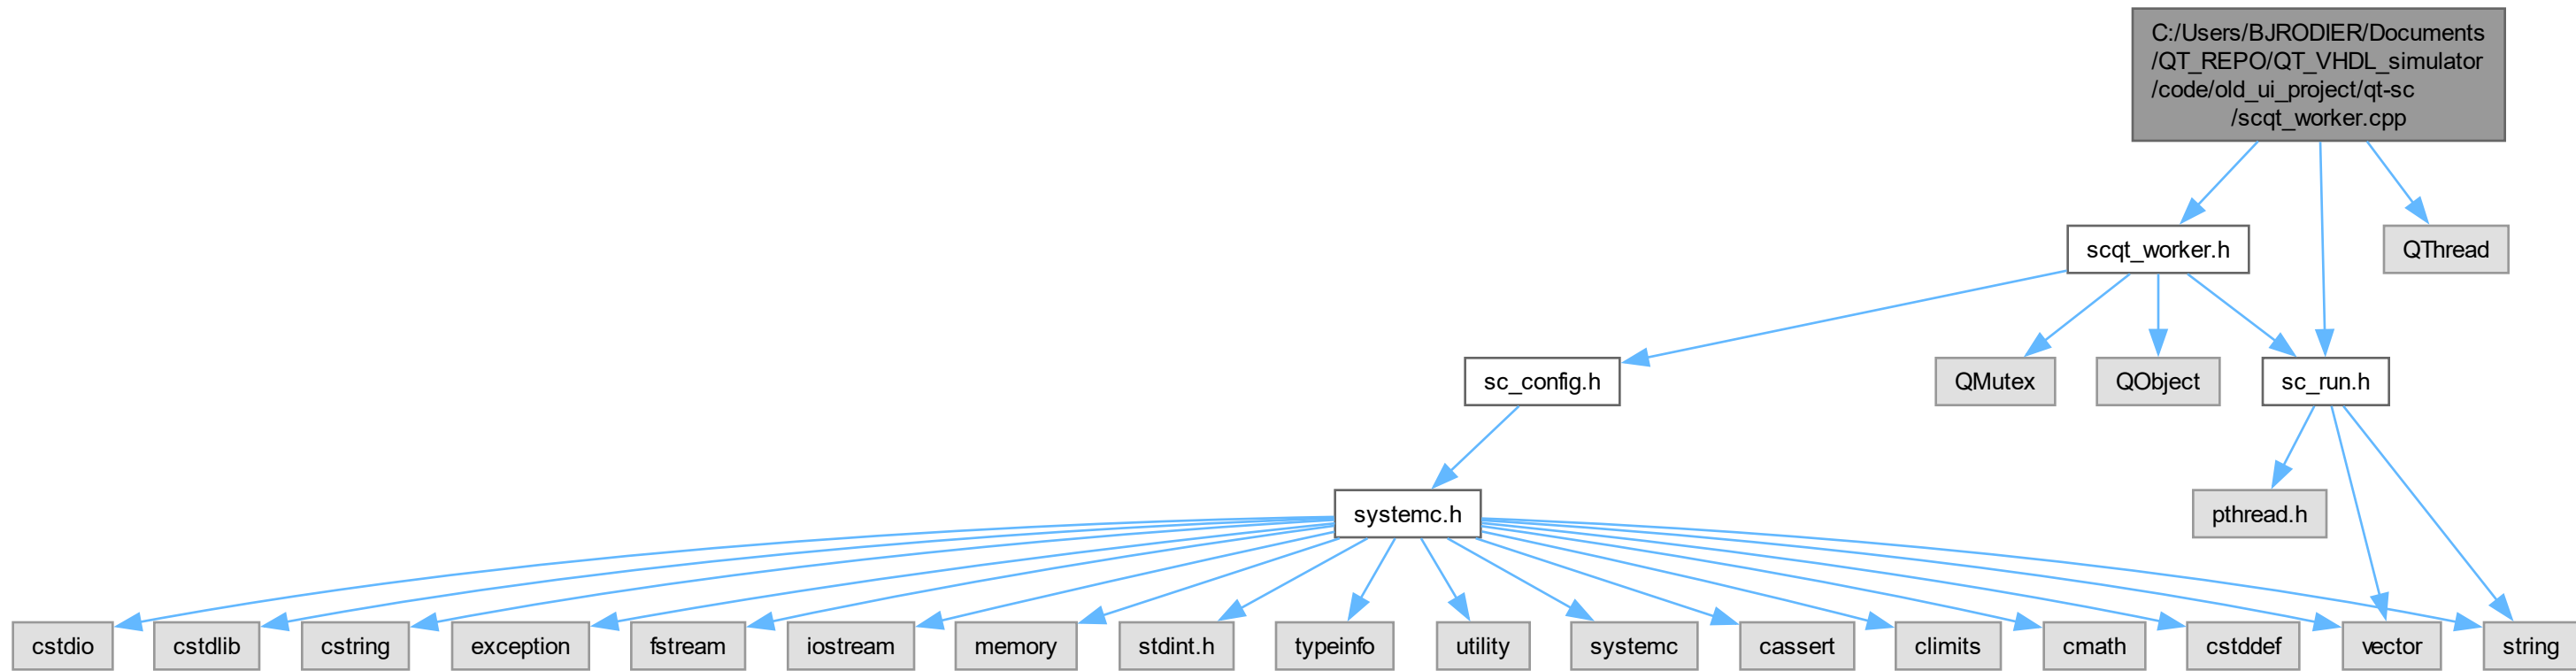 C:/Users/BJRODIER/Documents
/QT_REPO/QT_VHDL_simulator
/code/old_ui_project/qt-sc
/scqt_worker.cpp
scqt_worker.h
QThread
sc_config.h
QMutex
QObject
sc_run.h
systemc.h
pthread.h
cstdio
cstdlib
cstring
exception
fstream
iostream
memory
stdint.h
typeinfo
utility
systemc
cassert
climits
cmath
cstddef
vector
string